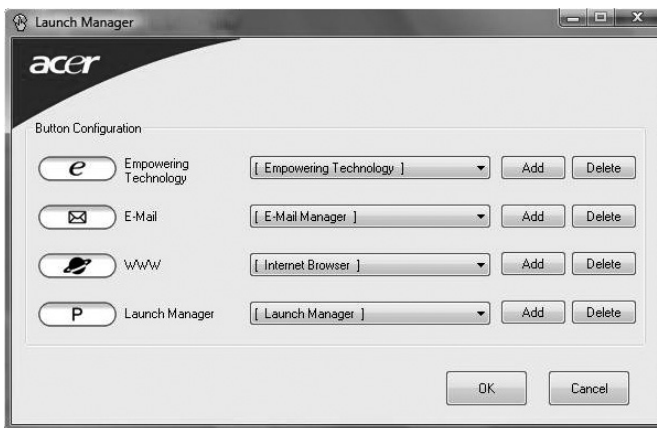 Launch Manager
acer
Button Configuration
e Empowering Technology [ Empowering Technology ] Add Delete
E-Mail [ E-Mail Manager ] Add Delete
WWW [ Internet Browser ] Add Delete
P Launch Manager [ Launch Manager ] Add Delete
OK Cancel